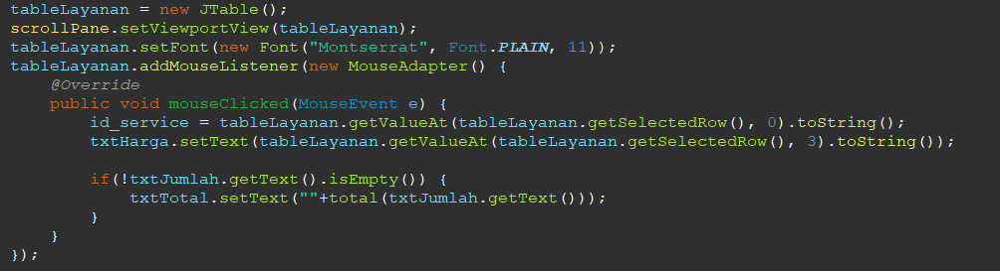 tableLayanan = new JTable();
scrollPane.setViewportView(tableLayanan);
tableLayanan.setFont(new Font("Montserrat", Font.PLAIN, 11));
tableLayanan.addMouseListener(new MouseAdapter() {
    @Override
    public void mouseClicked(MouseEvent e) {
        id_service = tableLayanan.getValueAt(tableLayanan.getSelectedRow(), 0).toString();
        txtHarga.setText(tableLayanan.getValueAt(tableLayanan.getSelectedRow(), 3).toString());

        if(!txtJumlah.getText().isEmpty()) {
            txtTotal.setText(""+total(txtJumlah.getText()));
        }
    }
});